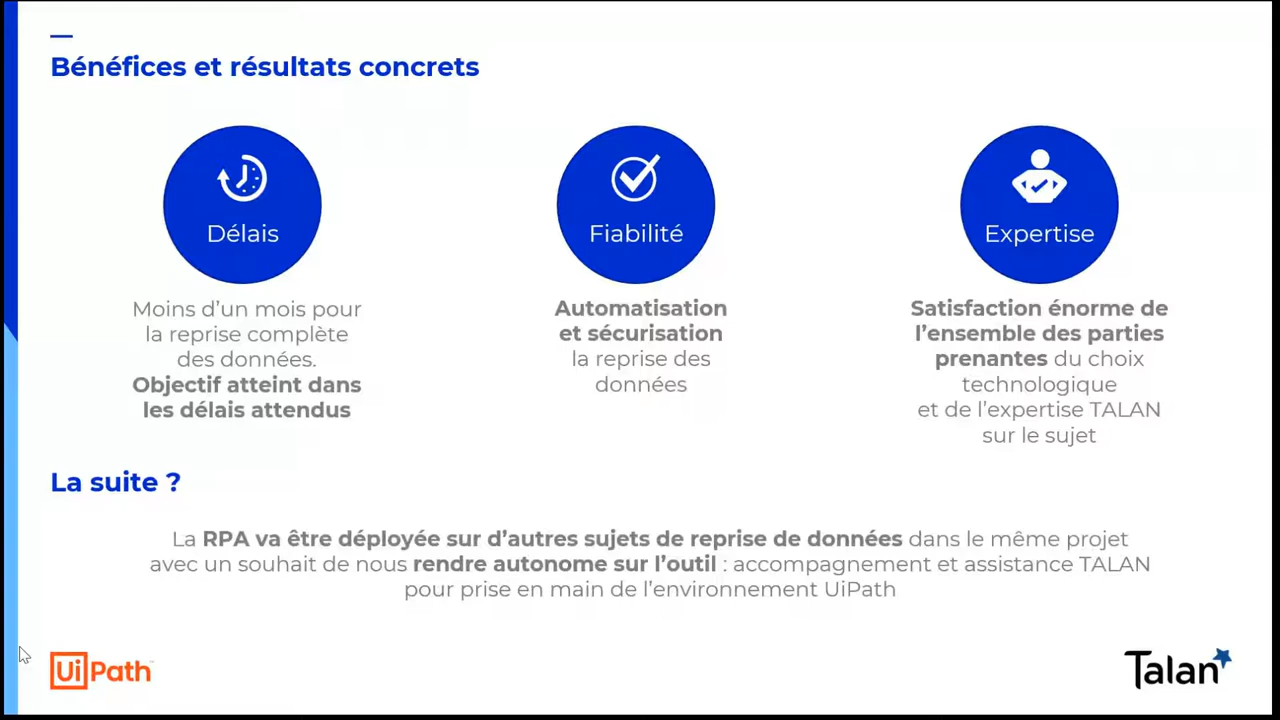 Bénéfices et résultats concrets
Délais
Moins d’un mois pour
la reprise complète
des données.
Objectif atteint dans
les délais attendus
Fiabilité
Automatisation
et sécurisation
la reprise des
données
Expertise
Satisfaction énorme de
l’ensemble des parties
prenantes du choix
technologique
et de l’expertise TALAN
sur le sujet
La suite ?
La RPA va être déployée sur d’autres sujets de reprise de données dans le même projet
avec un souhait de nous rendre autonome sur l’outil : accompagnement et assistance TALAN
pour prise en main de l’environnement UiPath
UiPath
Talan